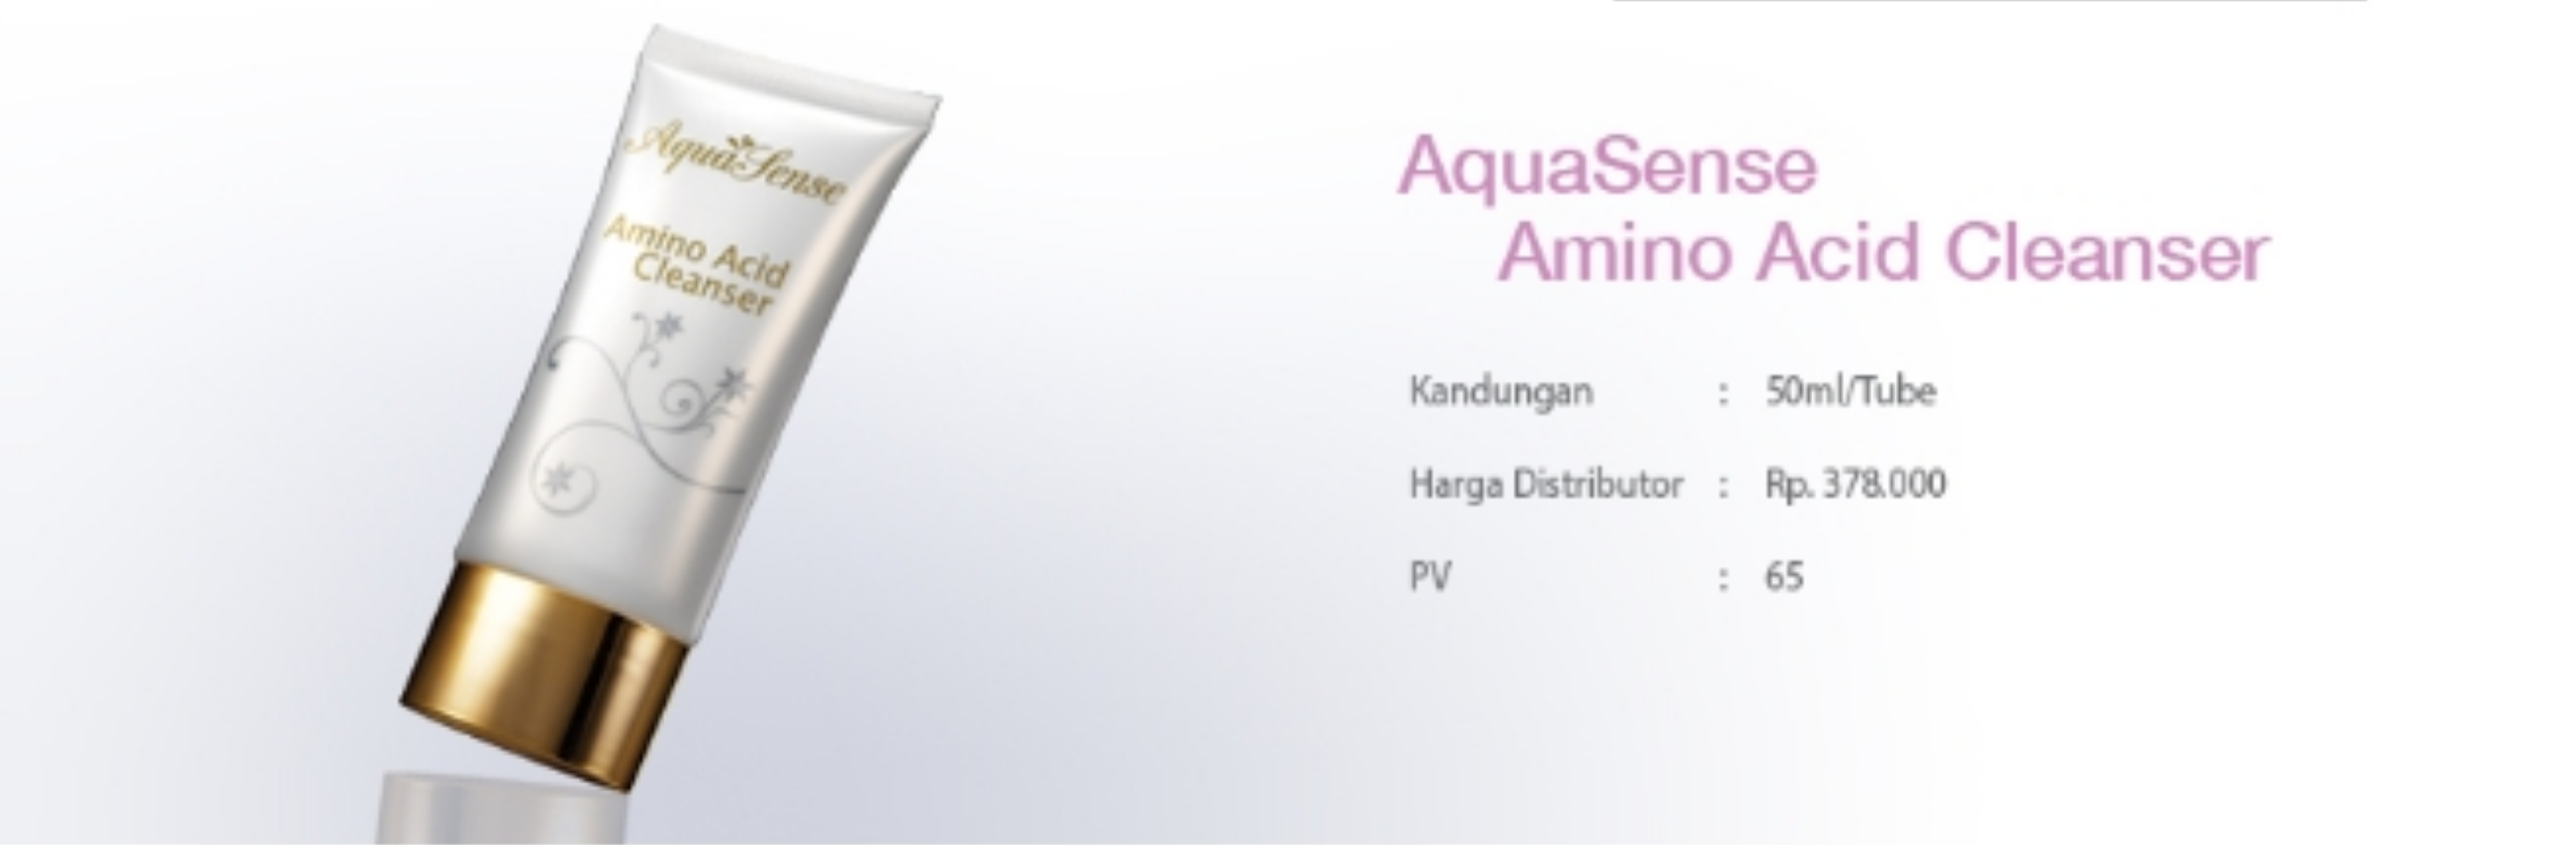 AquaSense
Amino Acid
Cleanser
AquaSense
Amino Acid Cleanser
Kandungan : 50ml/Tube
Harga Distributor : Rp. 378.000
PV : 65